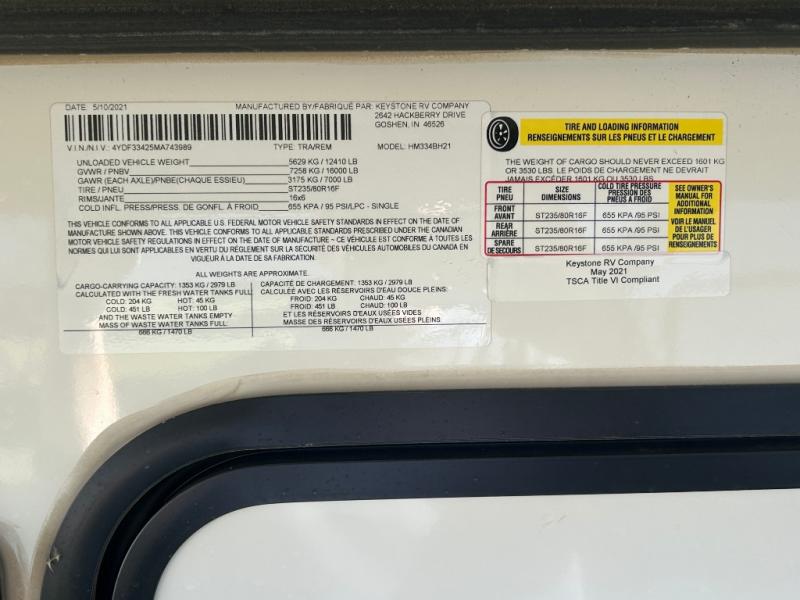 DATE: 5/10/2021 MANUFACTURED BY/FABRIQUÉ PAR: KEYSTONE RV COMPANY
2642 HACKBERRY DRIVE
GOSHEN, IN 46526
V.I.N/N.I.V.: 4YDF33425MA743989 TYPE: TRA/REM MODEL: HM334BH21
UNLOADED VEHICLE WEIGHT 5629 KG / 12410 LB
GVWR / PNBV 7258 KG / 16000 LB
GAWR (EACH AXLE)/PNBE(CHAQUE ESSIEU) 3175 KG / 7000 LB
TIRE / PNEU ST235/80R16F
RIMS/JANTE 16x6
COLD INFL. PRESS/PRESS. DE GONFL. À FROID 655 KPA / 95 PSI/LPC - SINGLE
THIS VEHICLE CONFORMS TO ALL APPLICABLE U.S. FEDERAL MOTOR VEHICLE SAFETY STANDARDS IN EFFECT ON THE DATE OF
MANUFACTURE SHOWN ABOVE. THIS VEHICLE CONFORMS TO ALL APPLICABLE STANDARDS PRESCRIBED UNDER THE CANADIAN
MOTOR VEHICLE SAFETY REGULATIONS IN EFFECT ON THE DATE OF MANUFACTURE ~ CE VÉHICULE EST CONFORME À TOUTES LES
NORMES QUI LUI SONT APPLICABLES EN VERTU DU RÈGLEMENT SUR LA SÉCURITÉ DES VÉHICULES AUTOMOBILES DU CANADA EN
VIGUEUR À LA DATE DE SA FABRICATION.
ALL WEIGHTS ARE APPROXIMATE.
CARGO-CARRYING CAPACITY: 1353 KG / 2979 LB
CALCULATED WITH THE FRESH WATER TANKS FULL:
COLD: 204 KG HOT: 45 KG
COLD: 451 LB HOT: 100 LB
AND THE WASTE WATER TANKS EMPTY
MASS OF WASTE WATER TANKS FULL:
666 KG / 1470 LB
CAPACITÉ DE CHARGEMENT: 1353 KG / 2979 LB
CALCULÉE AVEC LES RÉSERVOIRS D'EAU DOUCE PLEINS
FROID: 204 KG CHAUD: 45 KG
FROID: 451 LB CHAUD: 100 LB
ET LES RÉSERVOIRS D'EAUX USÉES VIDES
MASSE DES RÉSERVOIRS D'EAUX USÉES PLEINS:
666 KG / 1470 LB
TIRE AND LOADING INFORMATION
RENSEIGNEMENTS SUR LES PNEUS ET LE CHARGEMENT
THE WEIGHT OF CARGO SHOULD NEVER EXCEED 1601 KG
OR 3530 LBS. LE POIDS DE CHARGEMENT NE DEVRAIT
JAMAIS EXCÉDER 1601 KG OU 3530 LBS.
TIRE
PNEU
SIZE
DIMENSIONS
COLD TIRE PRESSURE
PRESSION DES
PNEUS À FROID
FRONT
AVANT
ST235/80R16F 655 KPA /95 PSI
REAR
ARRIÈRE
ST235/80R16F 655 KPA /95 PSI
SPARE
DE SECOURS
ST235/80R16F 655 KPA /95 PSI
SEE OWNER'S
MANUAL FOR
ADDITIONAL
INFORMATION
VOIR LE MANUEL
DE L'USAGER
POUR PLUS DE
RENSEIGNEMENTS
Keystone RV Company
May 2021
TSCA Title VI Compliant